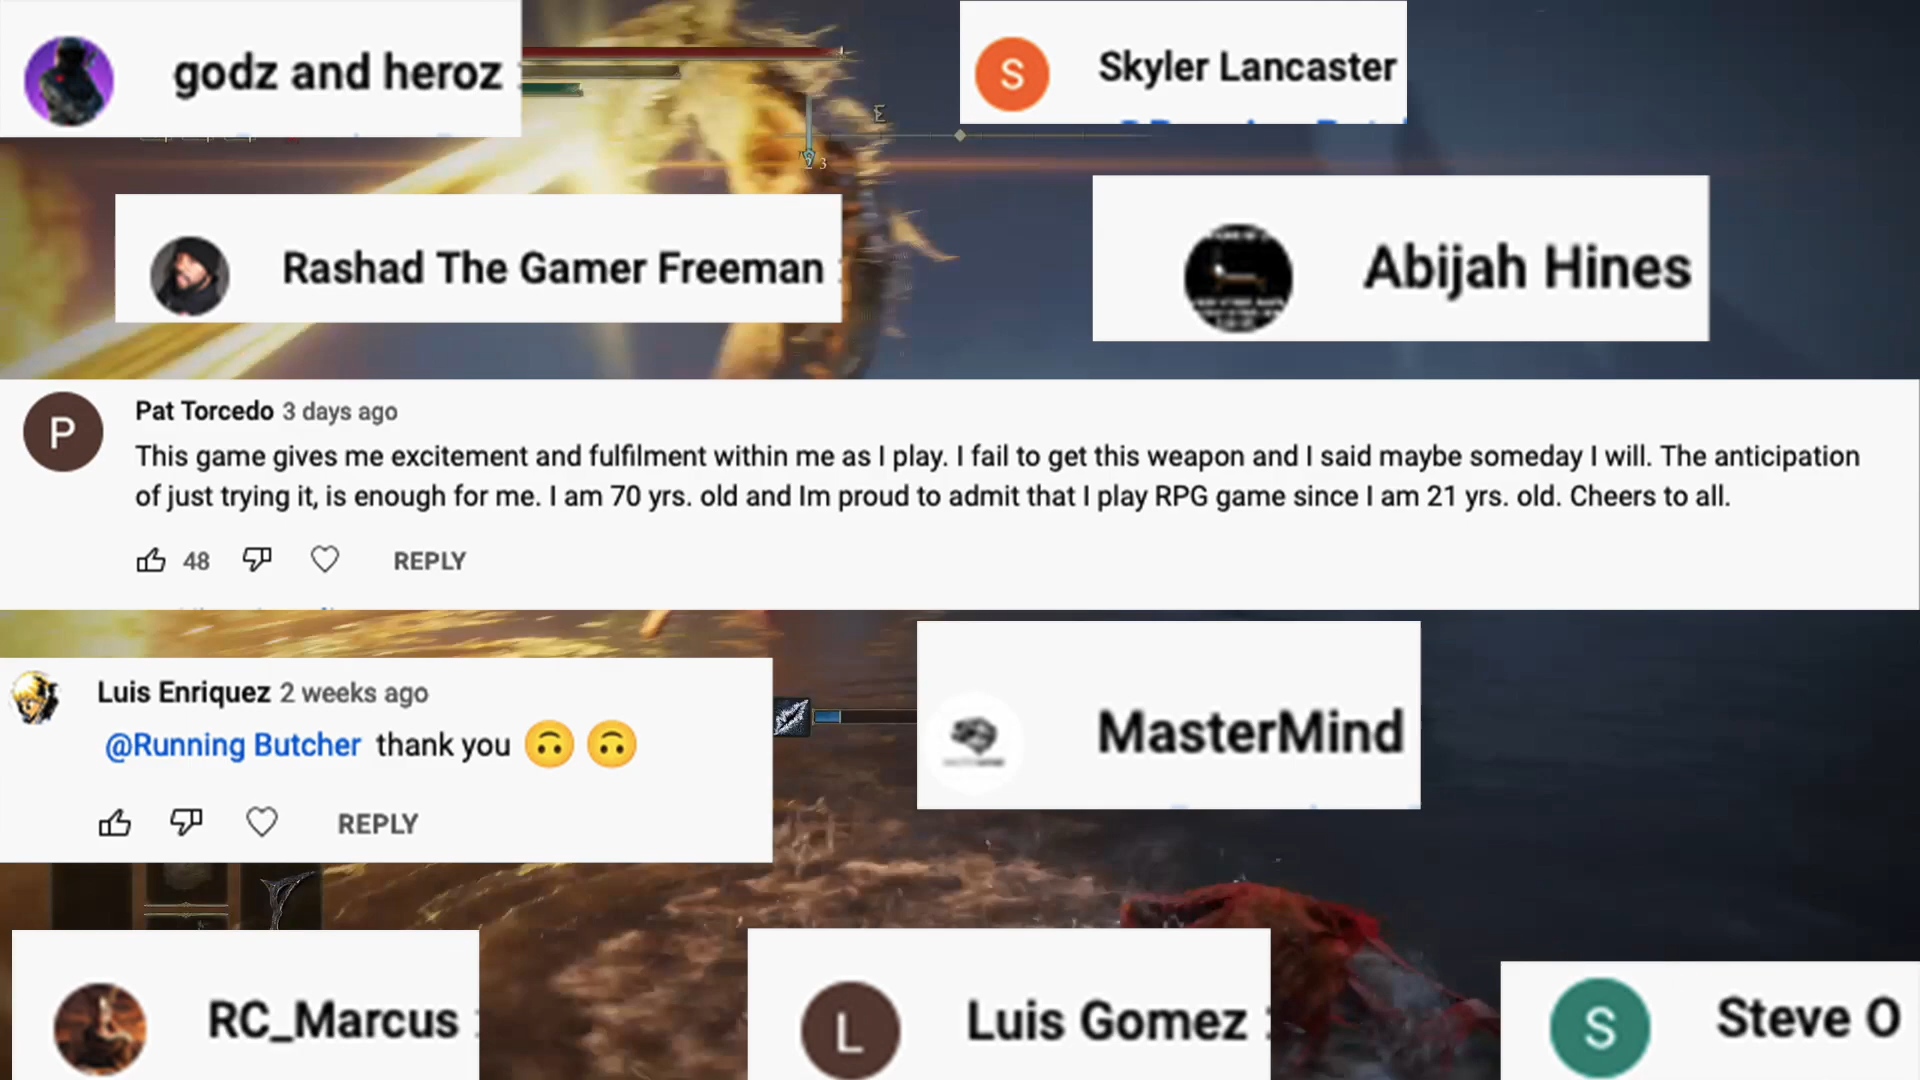 godz and heroz
Skyler Lancaster
E
3
Rashad The Gamer Freeman
Abijah Hines
P
Pat Torcedo 3 days ago
This game gives me excitement and fulfilment within me as I play. I fail to get this weapon and I said maybe someday I will. The anticipation
of just trying it, is enough for me. I am 70 yrs. old and Im proud to admit that I play RPG game since I am 21 yrs. old. Cheers to all.
48 REPLY
Luis Enriquez 2 weeks ago
@Running Butcher thank you 🙃 🙃
REPLY
MasterMind
RC_Marcus
L
Luis Gomez
S
Steve O
S